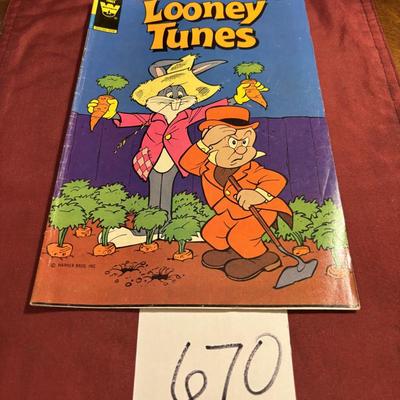 Looney
Tunes
© WARNER BROS. INC.
670